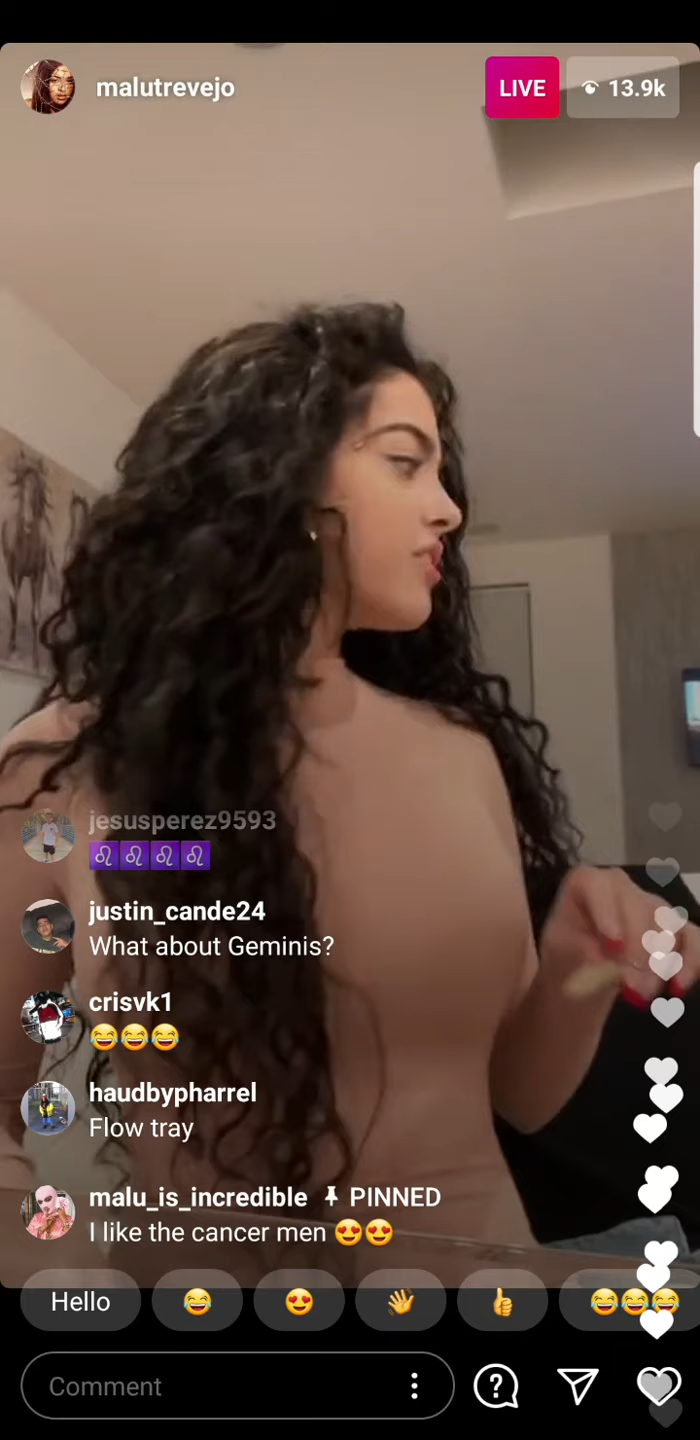 malutrevejo
LIVE
13.9k
jesusperez9593
♌♌♌♌
justin_cande24
What about Geminis?
crisvk1
😂😂😂
haudbypharrel
Flow tray
malu_is_incredible PINNED
I like the cancer men 😍😍
Hello 😂 😍 👋 👍 😂😂😂
Comment